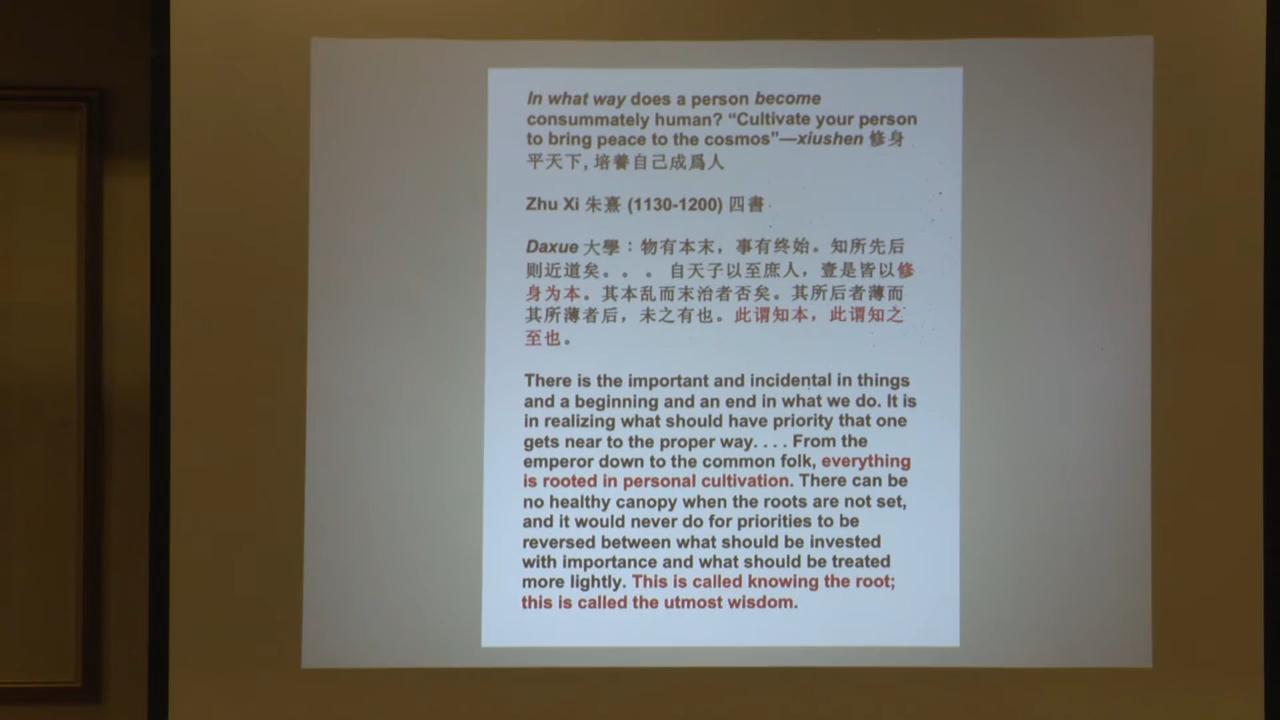 In what way does a person become
consummately human? “Cultivate your person
to bring peace to the cosmos”—xiushen 修身
平天下, 培養自己成爲人
Zhu Xi 朱熹 (1130-1200) 四書
Daxue 大學：物有本末，事有终始。知所先后
则近道矣。。。 自天子以至庶人，壹是皆以修
身为本。其本乱而末治者否矣。其所后者薄而
其所薄者后，未之有也。此谓知本，此谓知之
至也。
There is the important and incidental in things
and a beginning and an end in what we do. It is
in realizing what should have priority that one
gets near to the proper way. . . . From the
emperor down to the common folk, everything
is rooted in personal cultivation. There can be
no healthy canopy when the roots are not set,
and it would never do for priorities to be
reversed between what should be invested
with importance and what should be treated
more lightly. This is called knowing the root;
this is called the utmost wisdom.